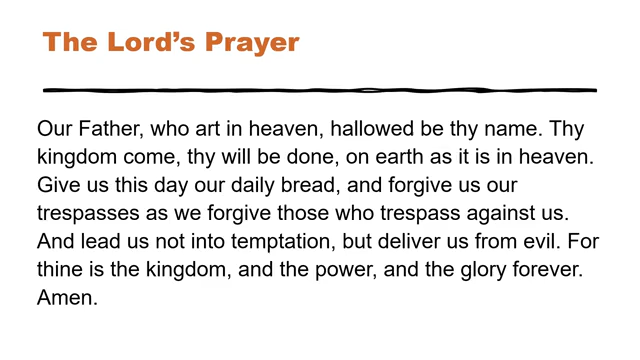 The Lord’s Prayer
Our Father, who art in heaven, hallowed be thy name. Thy
kingdom come, thy will be done, on earth as it is in heaven.
Give us this day our daily bread, and forgive us our
trespasses as we forgive those who trespass against us.
And lead us not into temptation, but deliver us from evil. For
thine is the kingdom, and the power, and the glory forever.
Amen.